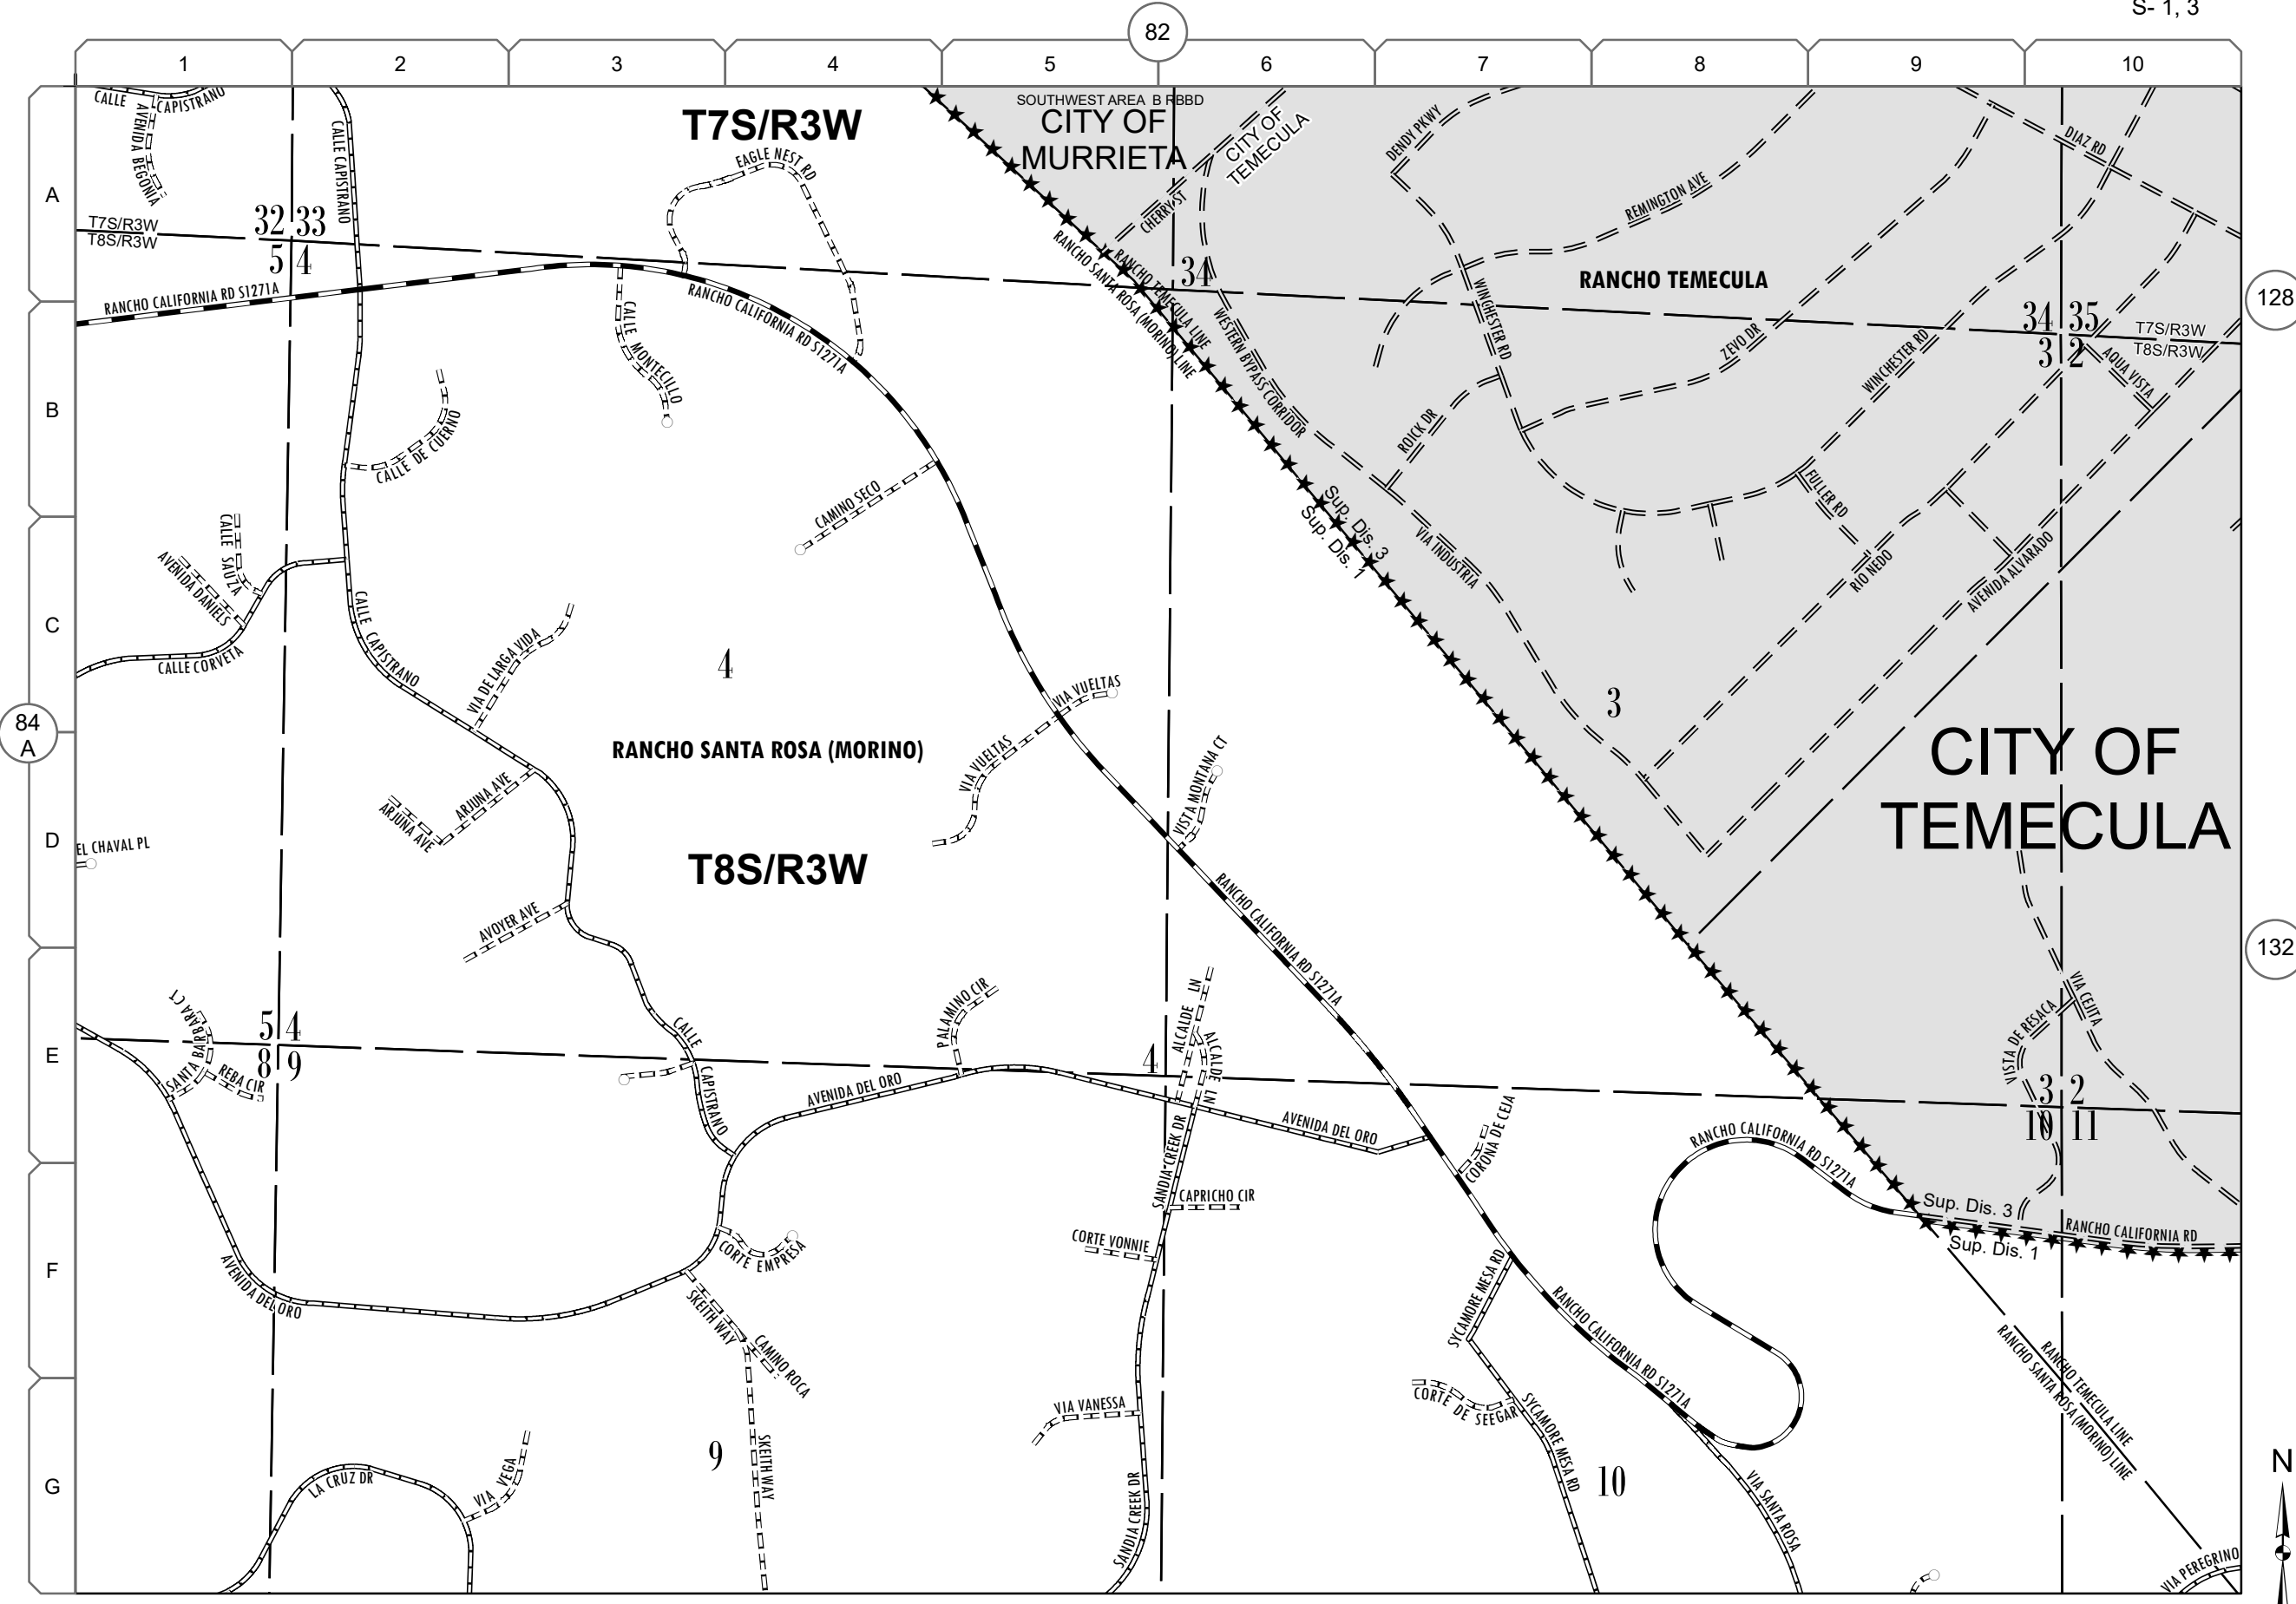 S- 1, 3
82
1 2 3 4 5 6 7 8 9 10
A
B
C
D
E
F
G
84
A
128
132
N
CALLE CAPISTRANO
AVENIDA BEGONIA
CALLE CAPISTRANO
T7S/R3W
EAGLE NEST RD
SOUTHWEST AREA B RBBD
CITY OF
MURRIETA
CITY OF
TEMECULA
CHERRY ST
DENDY PKWY
REMINGTON AVE
DIAZ RD
T7S/R3W
T8S/R3W
32 33
5 4
34
RANCHO TEMECULA
RANCHO TEMECULA LINE
RANCHO SANTA ROSA (MORINO) LINE
RANCHO CALIFORNIA RD S1271A
RANCHO CALIFORNIA RD S1271A
CALLE MONTECILLO
WESTERN BYPASS CORRIDOR
WINCHESTER RD
ZEVO DR
WINCHESTER RD
34 35
3 2
T7S/R3W
T8S/R3W
AQUA VISTA
ROICK DR
CALLE DE CUERNO
CAMINO SECO
FULLER RD
Sup. Dis. 3
Sup. Dis. 1
VIA INDUSTRIA
RIO NEDO
AVENIDA ALVARADO
CALLE SAUZA
AVENIDA DANIELS
CALLE CORVETA
CALLE CAPISTRANO
VIA DE LARGA VIDA
4
3
VIA VUELTAS
VIA VUELTAS
RANCHO SANTA ROSA (MORINO)
VISTA MONTANA CT
CITY OF
TEMECULA
ARJUNA AVE
ARJUNA AVE
EL CHAVAL PL
T8S/R3W
AVOYER AVE
RANCHO CALIFORNIA RD S1271A
SANTA BARBARA CT
REBA CIR
5 4
8 9
CALLE
CAPISTRANO
PALAMINO CIR
ALCALDE LN
ALCALDE LN
4
VIA CEUTA
VISTA DE RESACA
3 2
10 11
AVENIDA DEL ORO
AVENIDA DEL ORO
SANDIA CREEK DR
CORONA DE CEJA
RANCHO CALIFORNIA RD S1271A
CAPRICHO CIR
CORTE VONNIE
Sup. Dis. 3
Sup. Dis. 1
RANCHO CALIFORNIA RD
CORTE EMPRESA
AVENIDA DEL ORO
SKEITH WAY
CAMINO ROCA
SYCAMORE MESA RD
RANCHO CALIFORNIA RD S1271A
RANCHO TEMECULA LINE
RANCHO SANTA ROSA (MORINO) LINE
CORTE DE SEEGAR
VIA VANESSA
SYCAMORE MESA RD
SKEITH WAY
9
10
LA CRUZ DR
VIA VEGA
SANDIA CREEK DR
VIA SANTA ROSA
VIA PEREGRINO